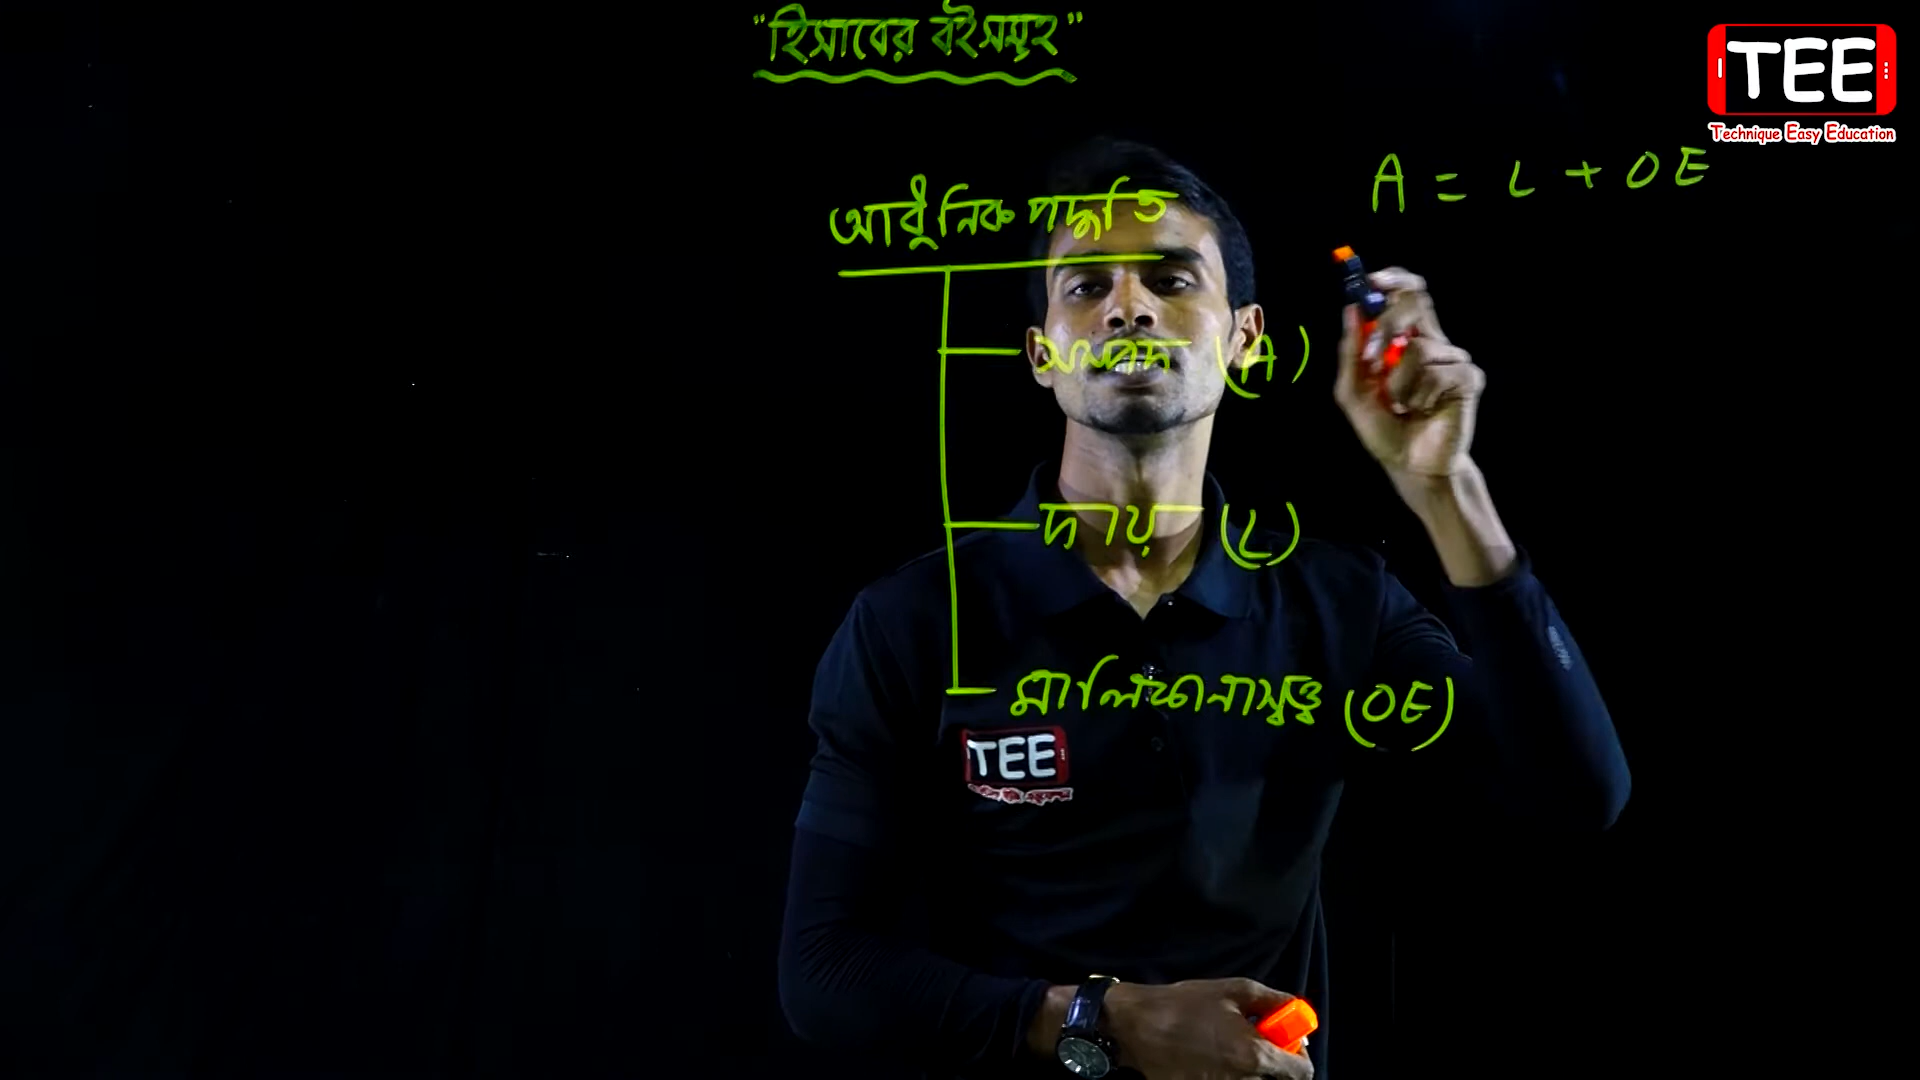 "হিসাবের বইসমূহ"
TEE
Technique Easy Education
A = L + OE
আধুনিক পদ্ধতি
সম্পদ (A)
দায় (L)
মালিকানাস্বত্ত্ব (OE)
TEE